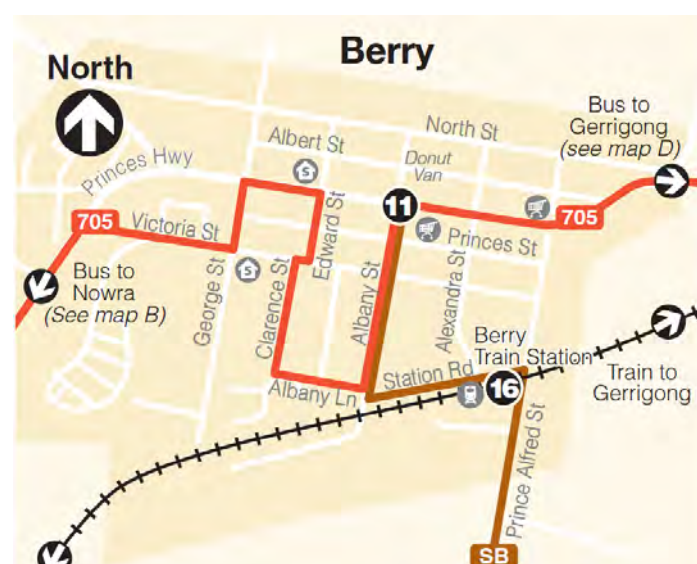 Berry
North
Bus to
Gerrigong
(see map D)
North St
Albert St
Donut
Van
Princes Hwy
S
11
705
705
Victoria St
Edward St
Princes St
S
Bus to
Nowra
(See map B)
George St
Clarence St
Albany St
Alexandra St
Berry
Train Station
Train to
Gerrigong
Station Rd
Albany Ln
16
Prince Alfred St
SB